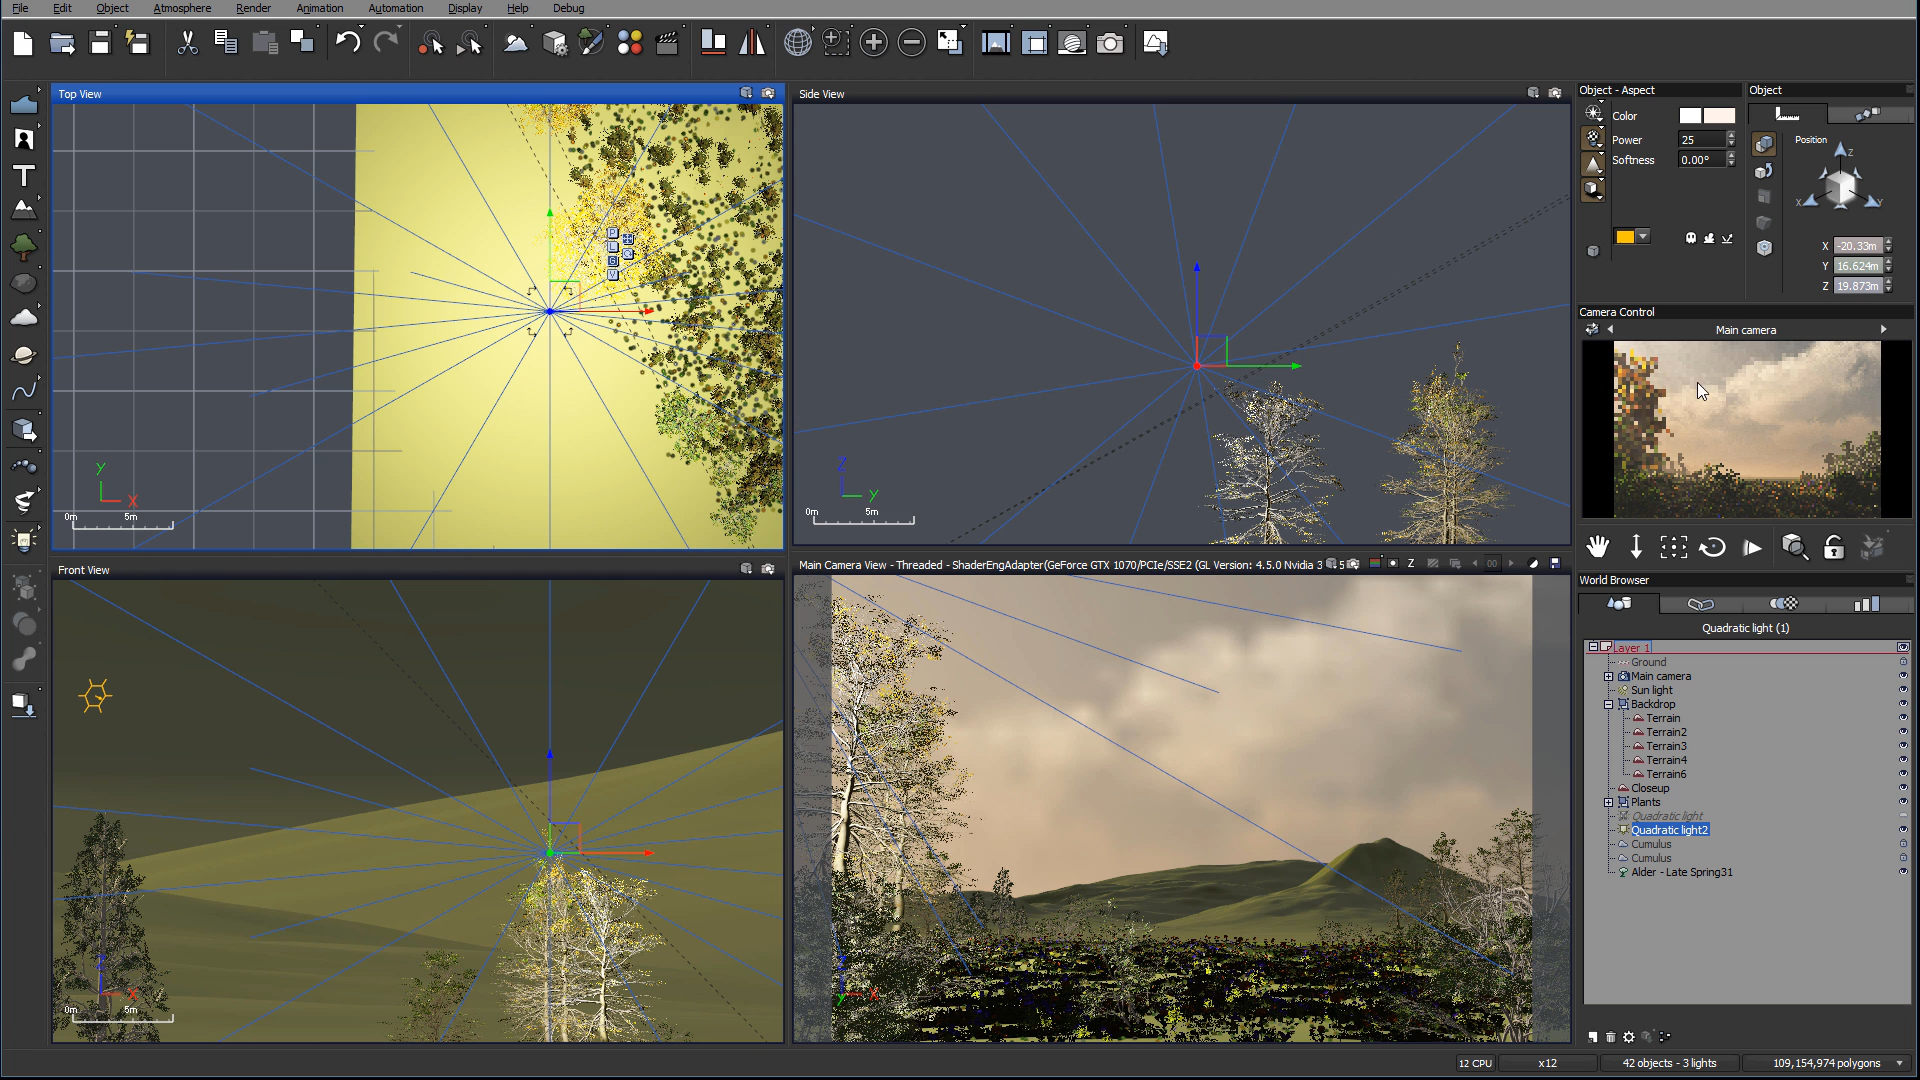 File Edit Object Atmosphere Render Animation Automation Display Help Debug
Top View
Side View
Object - Aspect
Object
Color
Power 25
Softness 0.00°
Position
Z
X
Y
X -20.33m
Y 16.624m
Z 19.873m
P
L
G
V
Y
X
0m 5m
Z
Y
0m 5m
Camera Control
Main camera
Front View
Main Camera View - Threaded - ShaderEngAdapter(GeForce GTX 1070/PCIe/SSE2 (GL Version: 4.5.0 Nvidia 3
5
Z
00
World Browser
Quadratic light (1)
Layer 1
Ground
Main camera
Sun light
Backdrop
Terrain
Terrain2
Terrain3
Terrain4
Terrain6
Closeup
Plants
Quadratic light
Quadratic light2
Cumulus
Cumulus
Alder - Late Spring31
Z
X
0m 5m
Z
Y
X
12 CPU x12 42 objects - 3 lights 109,154,974 polygons